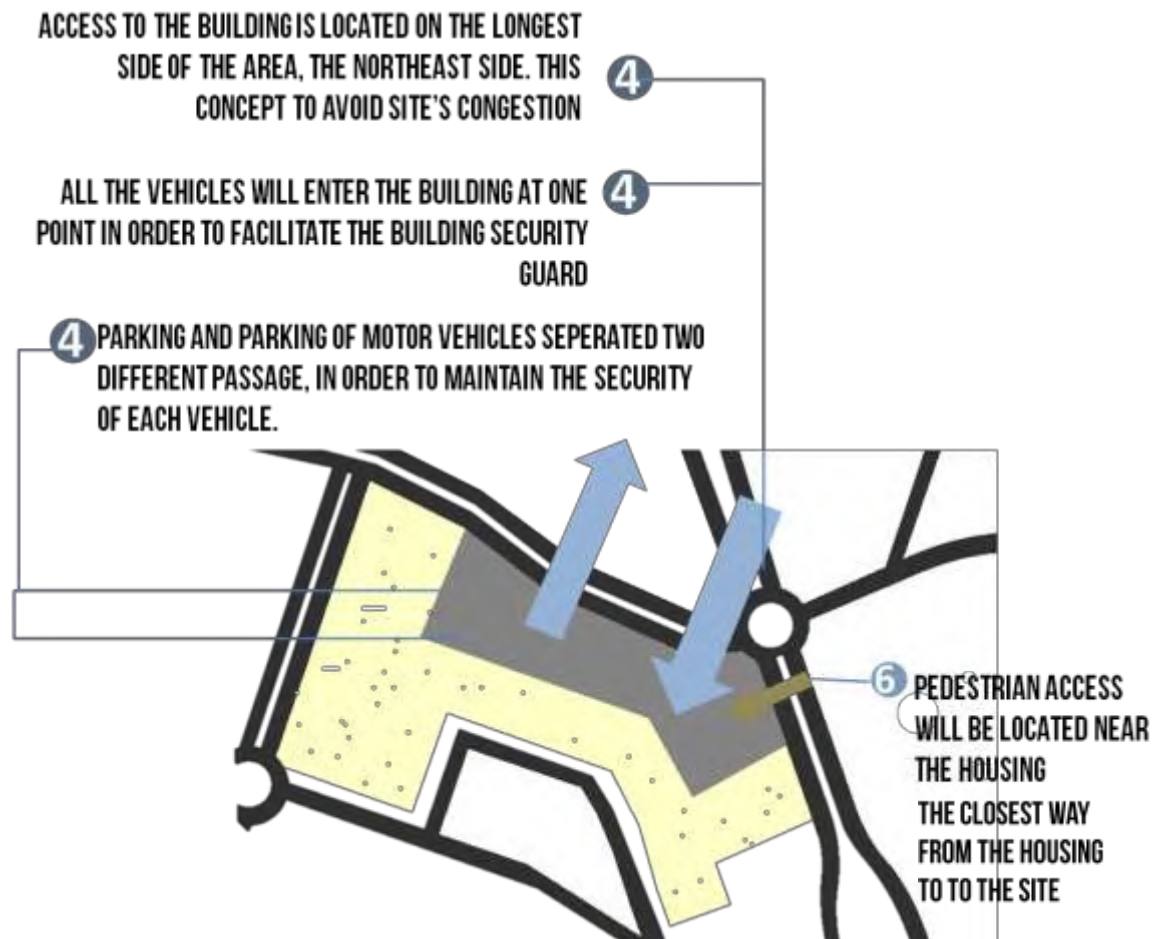 ACCESS TO THE BUILDING IS LOCATED ON THE LONGEST
SIDE OF THE AREA, THE NORTHEAST SIDE. THIS
CONCEPT TO AVOID SITE'S CONGESTION
4
ALL THE VEHICLES WILL ENTER THE BUILDING AT ONE
POINT IN ORDER TO FACILITATE THE BUILDING SECURITY
GUARD
4
4
PARKING AND PARKING OF MOTOR VEHICLES SEPERATED TWO
DIFFERENT PASSAGE, IN ORDER TO MAINTAIN THE SECURITY
OF EACH VEHICLE.
6
PEDESTRIAN ACCESS
WILL BE LOCATED NEAR
THE HOUSING
THE CLOSEST WAY
FROM THE HOUSING
TO TO THE SITE